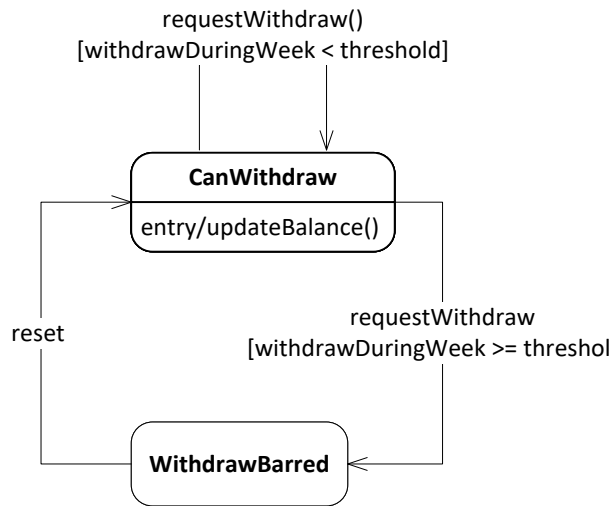 requestWithdraw()
[withdrawDuringWeek < threshold]
CanWithdraw
entry/updateBalance()
reset
requestWithdraw
[withdrawDuringWeek >= threshol
WithdrawBarred